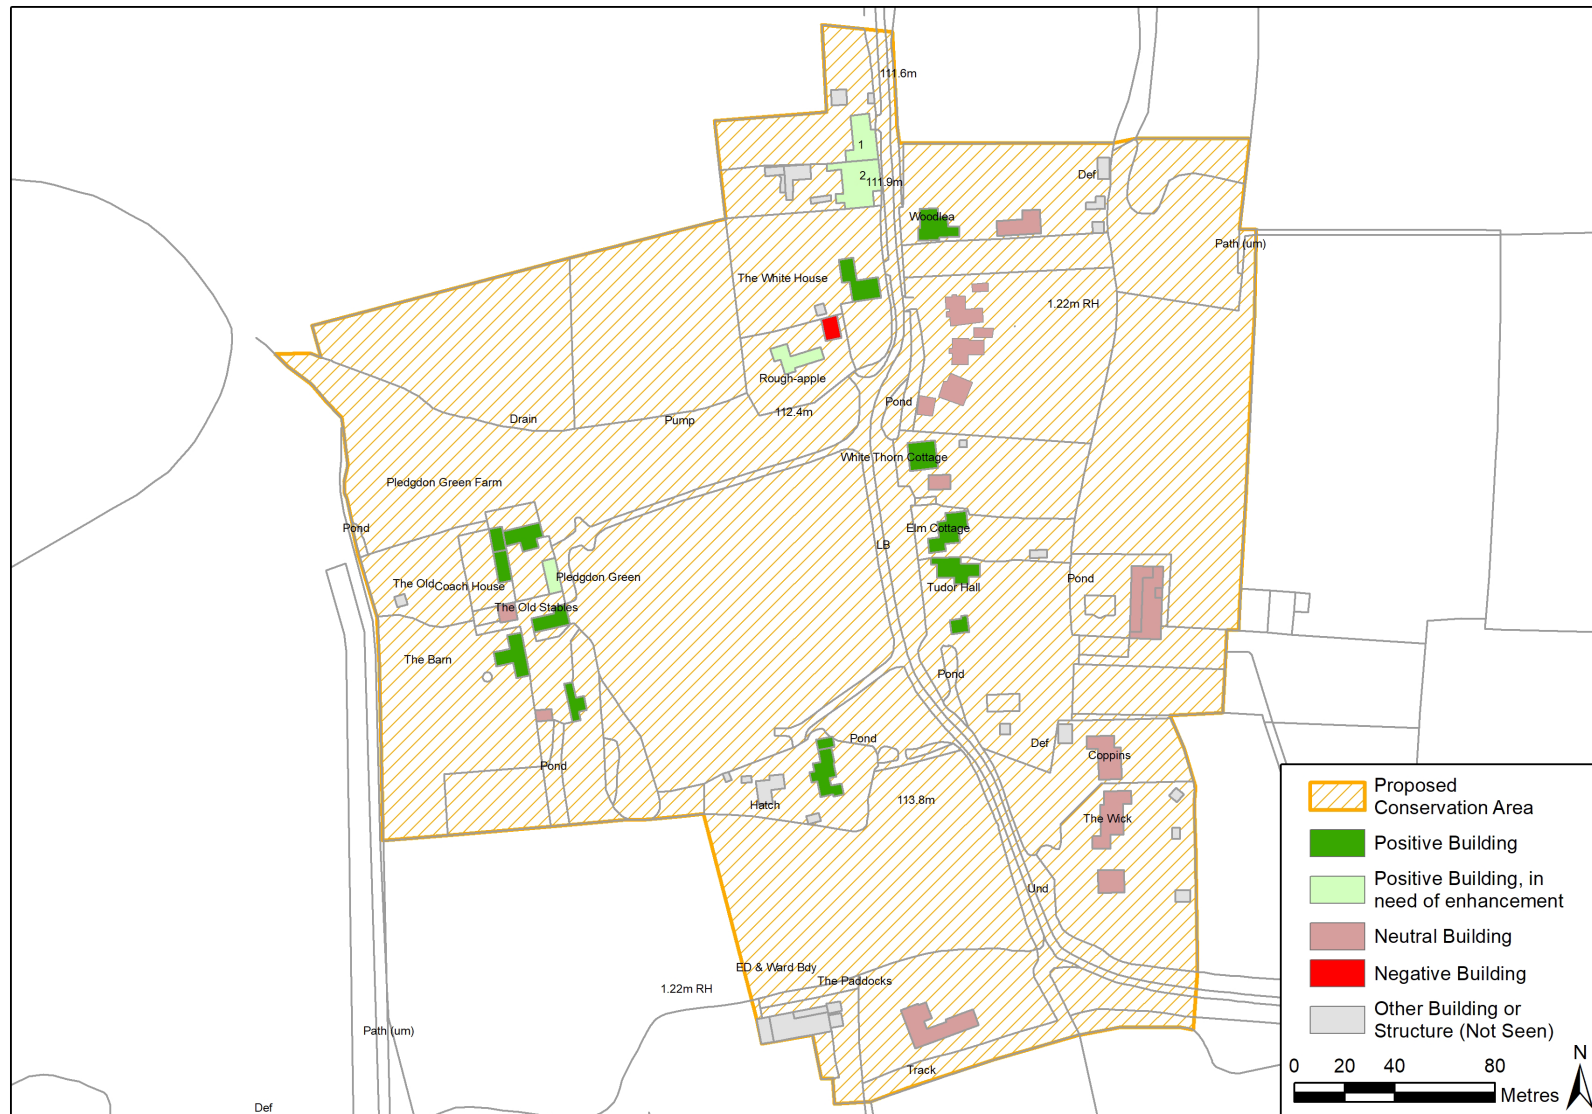 111.6m
1
2
111.9m
Def
Woodlea
Path (um)
The White House
1.22m RH
Rough-apple
Pond
112.4m
Drain
Pump
White Thorn Cottage
Pledgdon Green Farm
Pond
Elm Cottage
LB
The Old
Coach House
Pledgdon Green
Pond
Tudor Hall
The Old Stables
The Barn
Pond
Pond
Def
Coppins
Pond
Hatch
113.8m
The Wick
Und
ED & Ward Bdy
The Paddocks
1.22m RH
Path (um)
Track
Def
Proposed
Conservation Area
Positive Building
Positive Building, in
need of enhancement
Neutral Building
Negative Building
Other Building or
Structure (Not Seen)
N
0 20 40 80
Metres